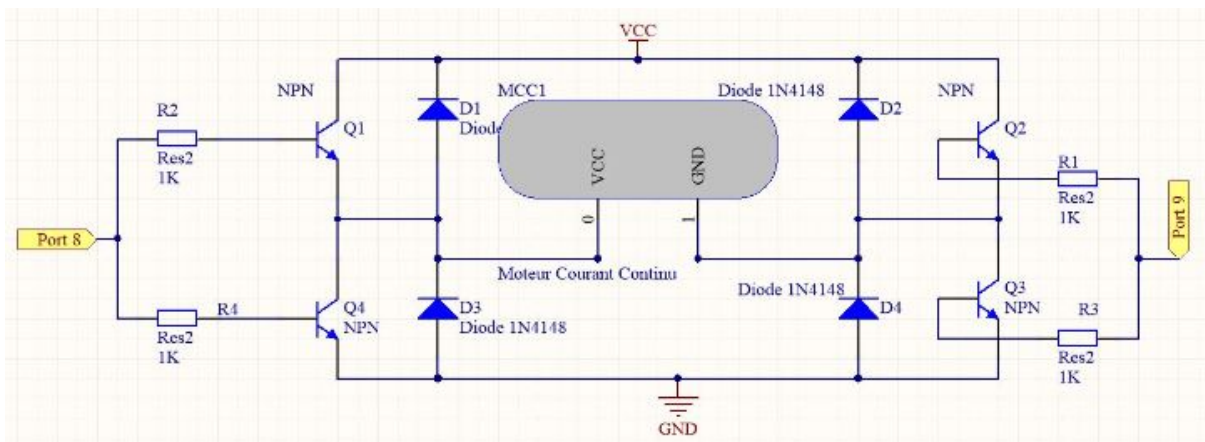 VCC
NPN
MCC1
Diode 1N4148
NPN
R2
Q1
D1
Diode
D2
Q2
Res2
1K
VCC
GND
R1
Res2
1K
Port 9
Port 8
0
1
Moteur Courant Continu
R4
Q4
NPN
D3
Diode 1N4148
Diode 1N4148
D4
Q3
NPN
R3
Res2
1K
Res2
1K
GND